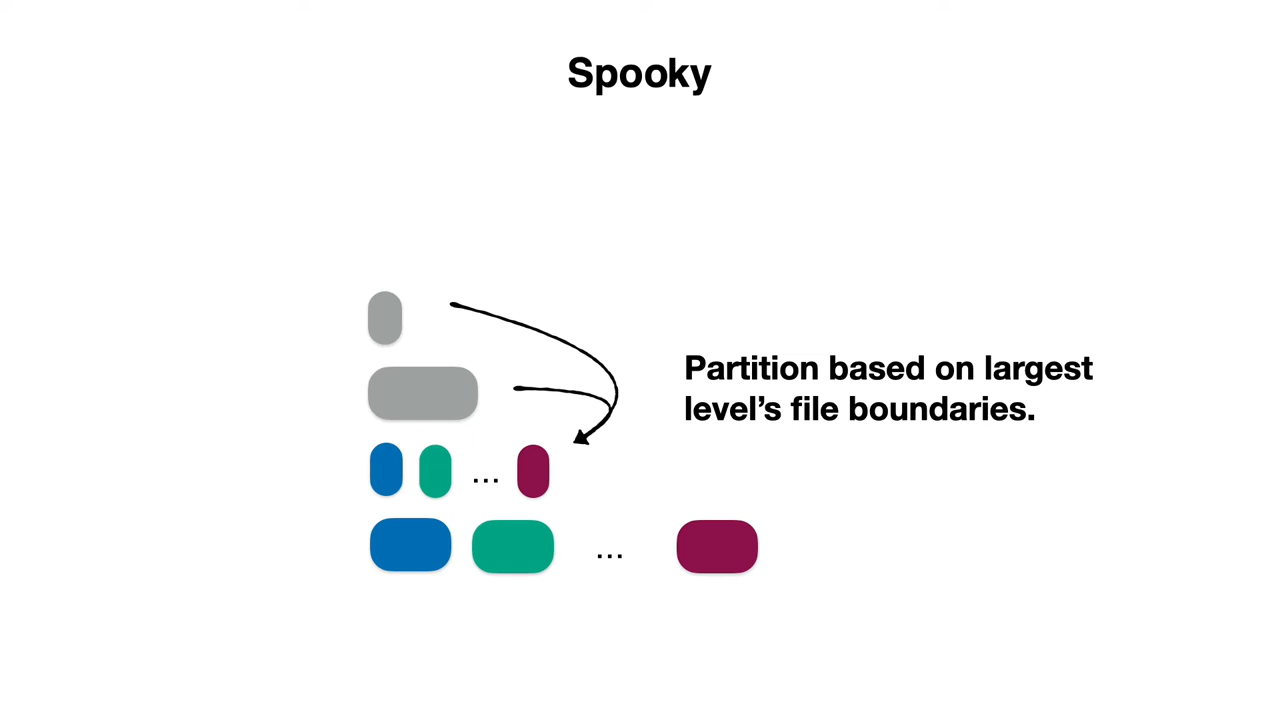 Spooky
Partition based on largest
level’s file boundaries.
...
...